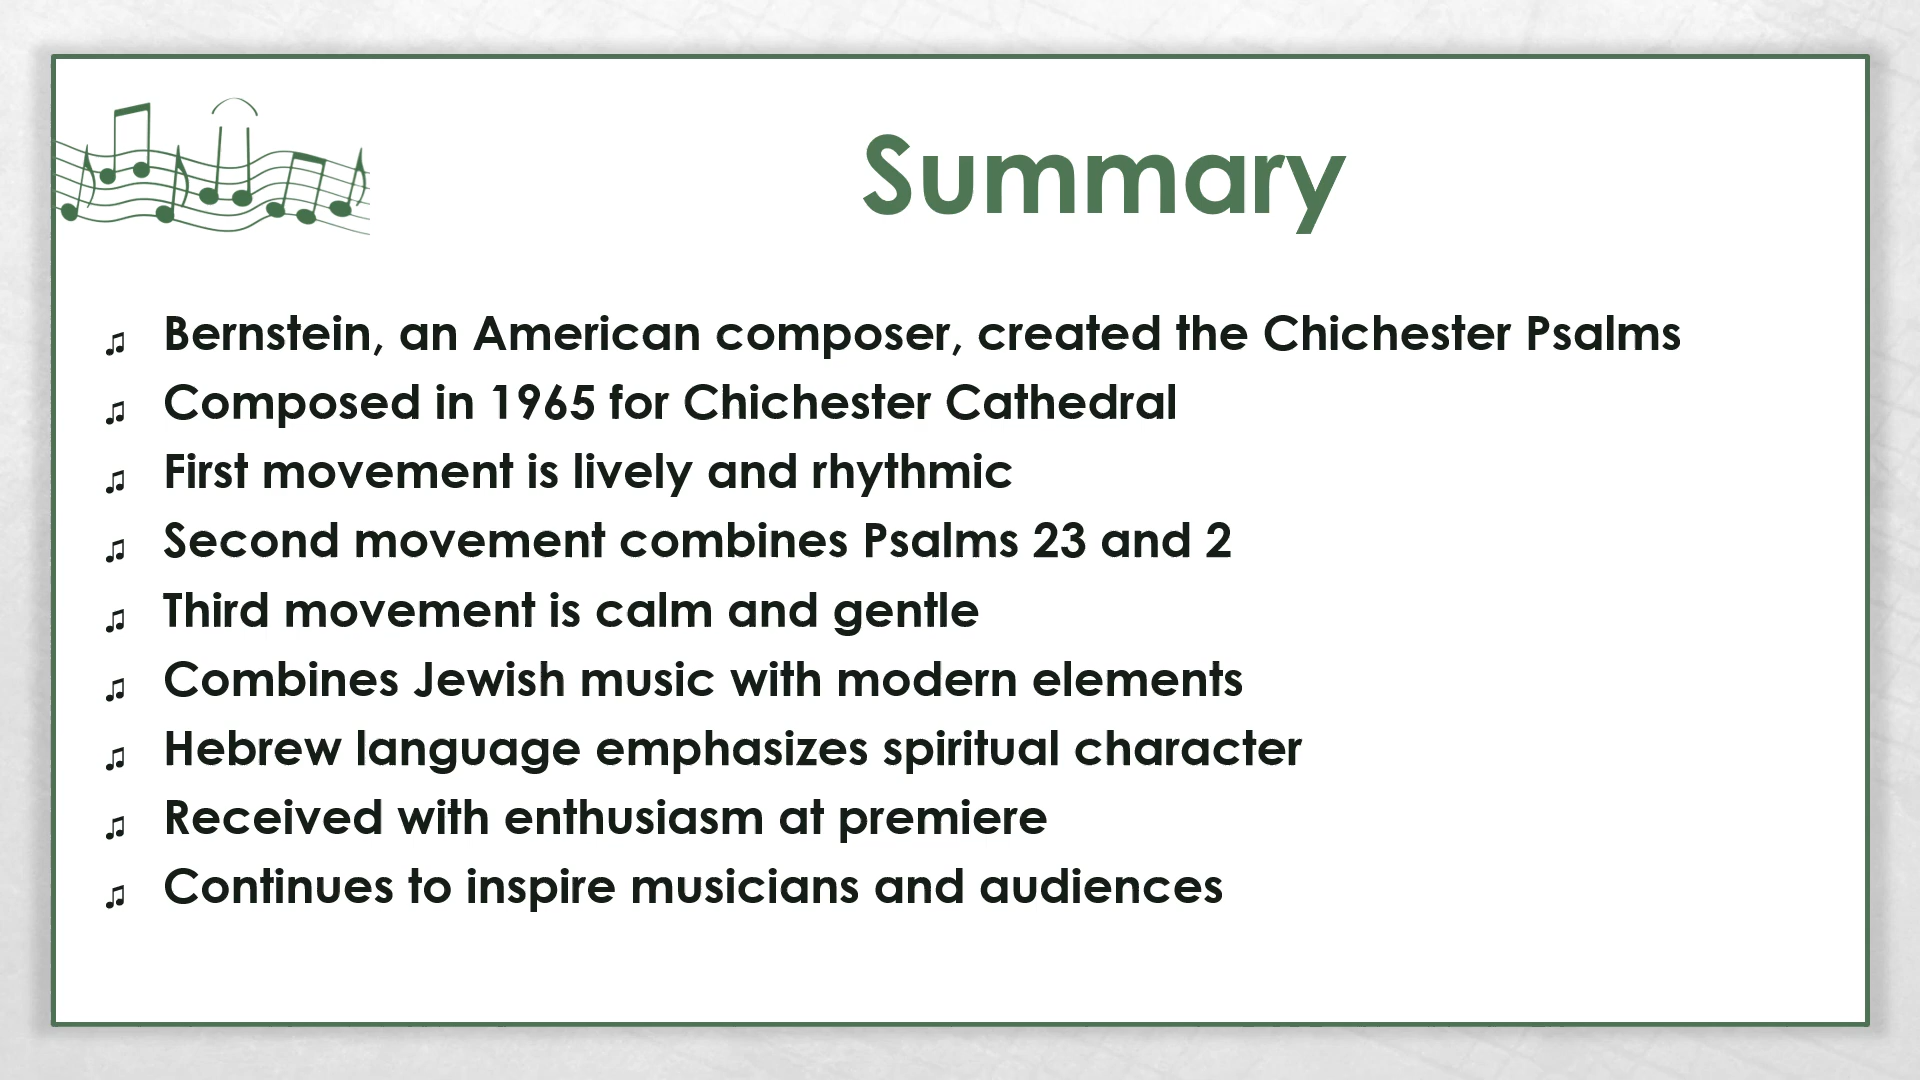 Summary
♫ Bernstein, an American composer, created the Chichester Psalms
♫ Composed in 1965 for Chichester Cathedral
♫ First movement is lively and rhythmic
♫ Second movement combines Psalms 23 and 2
♫ Third movement is calm and gentle
♫ Combines Jewish music with modern elements
♫ Hebrew language emphasizes spiritual character
♫ Received with enthusiasm at premiere
♫ Continues to inspire musicians and audiences